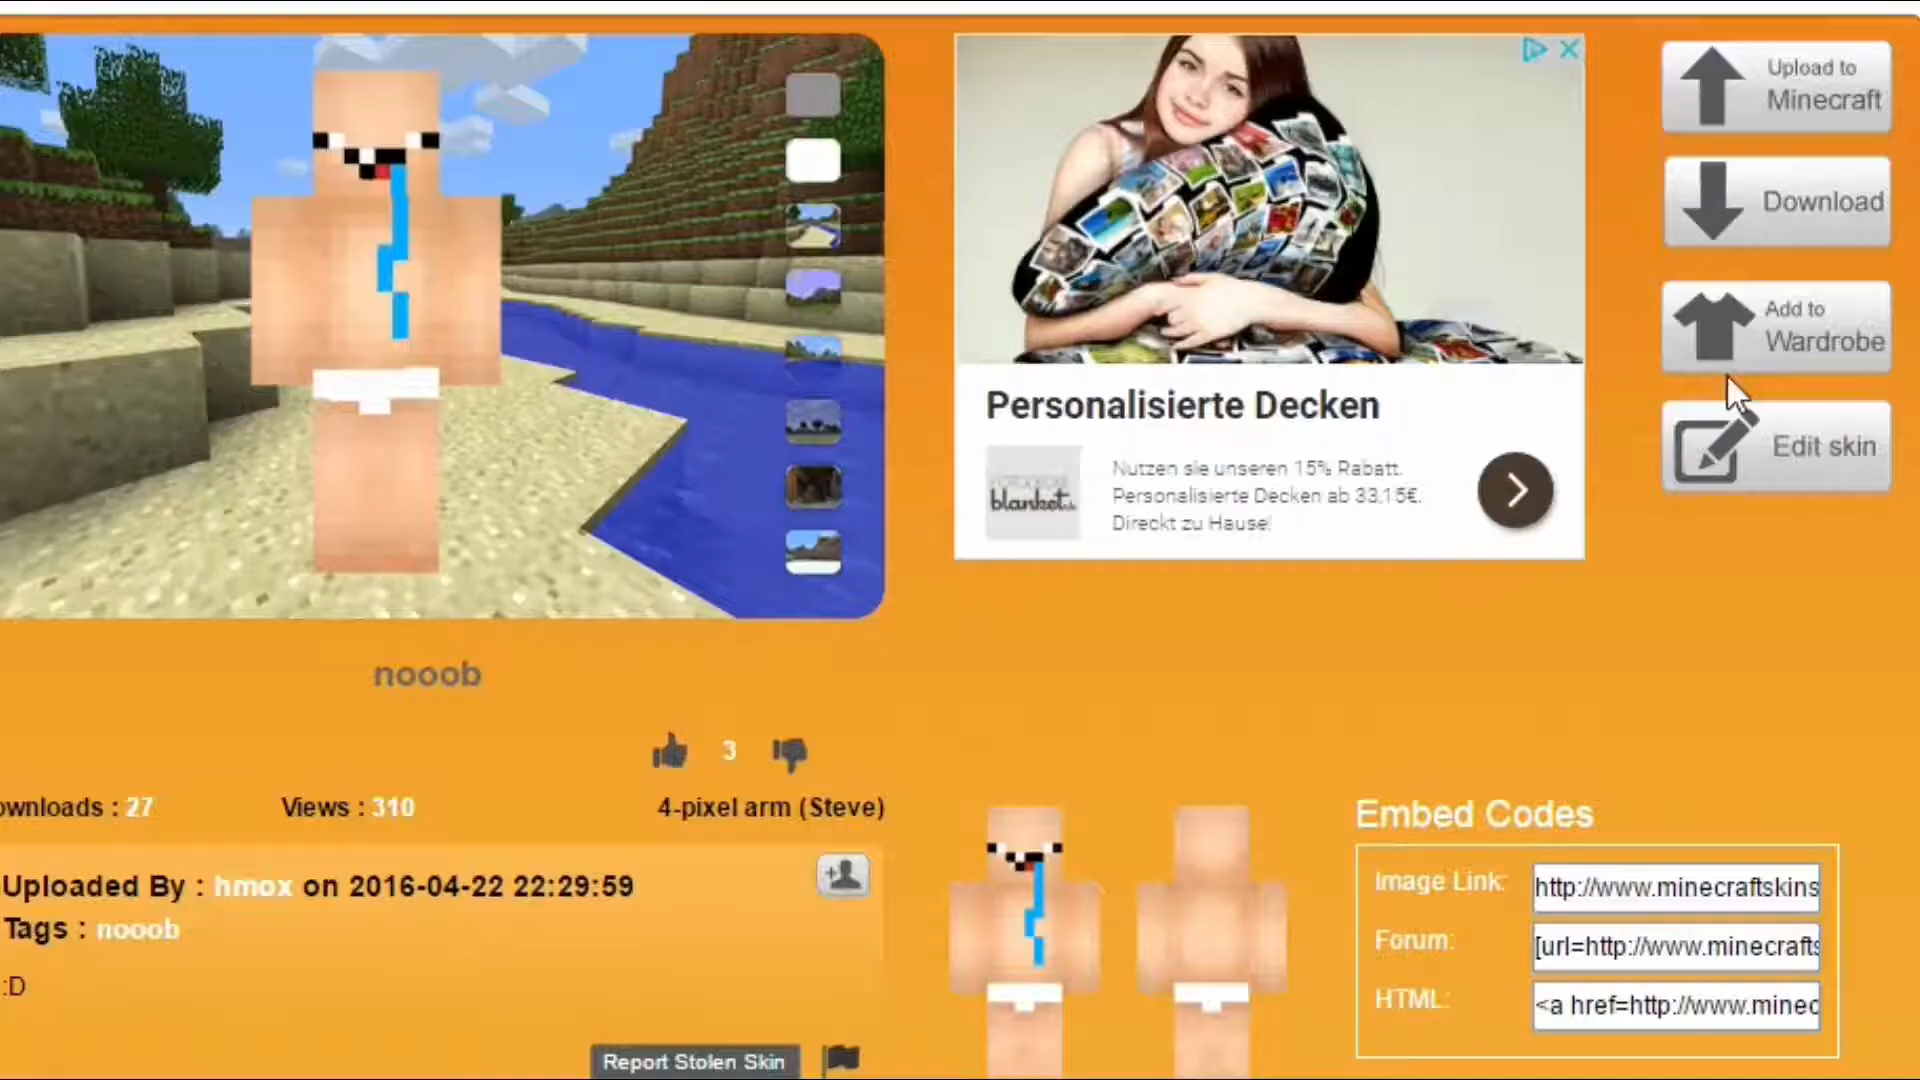 Upload to
Minecraft
Download
Add to
Wardrobe
Edit skin
Personalisierte Decken
blanket
Nutzen sie unseren 15% Rabatt.
Personalisierte Decken ab 33,15€.
Direckt zu Hause!
nooob
3
ownloads : 27
Views : 310
4-pixel arm (Steve)
Uploaded By : hmox on 2016-04-22 22:29:59
Tags : nooob
:D
Report Stolen Skin
Embed Codes
Image Link: http://www.minecraftskins
Forum: [url=http://www.minecrafts
HTML: <a href=http://www.minec